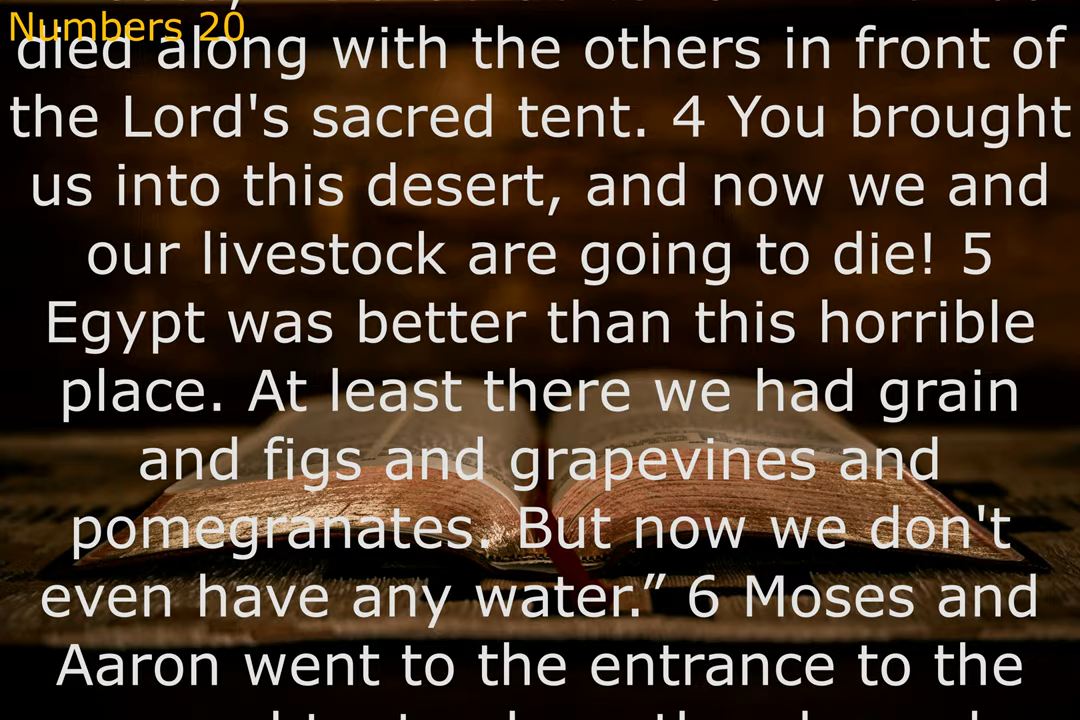 Numbers 20
died along with the others in front of
the Lord's sacred tent. 4 You brought
us into this desert, and now we and
our livestock are going to die! 5
Egypt was better than this horrible
place. At least there we had grain
and figs and grapevines and
pomegranates. But now we don't
even have any water.” 6 Moses and
Aaron went to the entrance to the